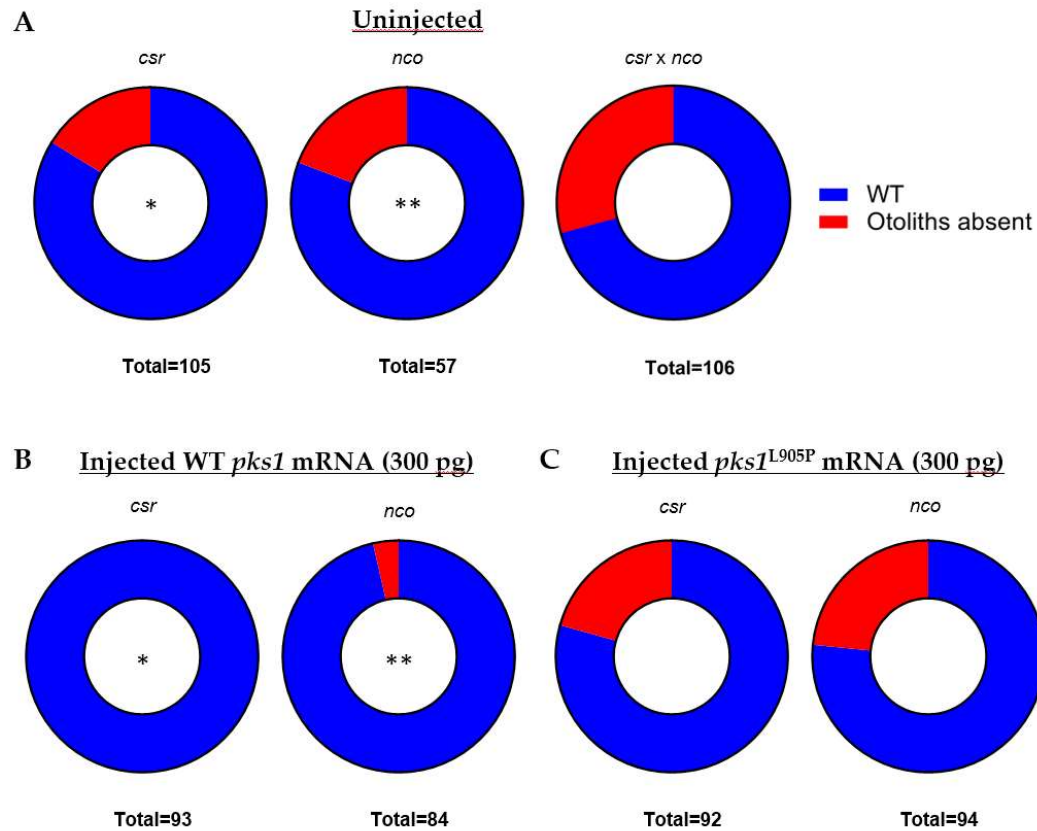 A
Uninjected
csr
nco
csr x nco
*
**
WT
Otoliths absent
Total=105
Total=57
Total=106
B Injected WT pks1 mRNA (300 pg)
C Injected pks1L905P mRNA (300 pg)
csr
nco
csr
nco
*
**
Total=93
Total=84
Total=92
Total=94